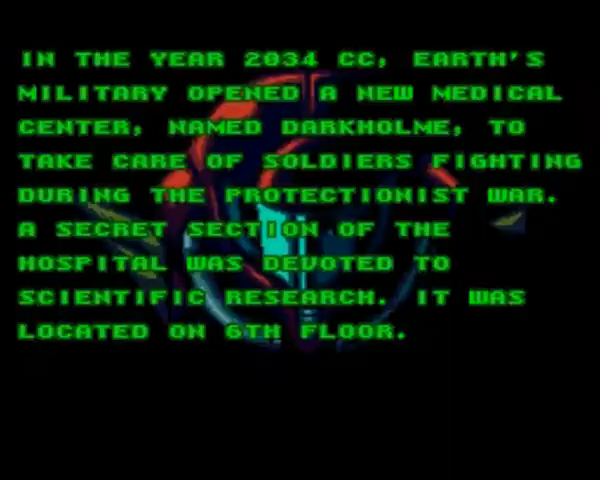 IN THE YEAR 2034 CC, EARTH'S
MILITARY OPENED A NEW MEDICAL
CENTER, NAMED DARKHOLME, TO
TAKE CARE OF SOLDIERS FIGHTING
DURING THE PROTECTIONIST WAR.
A SECRET SECTION OF THE
HOSPITAL WAS DEVOTED TO
SCIENTIFIC RESEARCH. IT WAS
LOCATED ON 6TH FLOOR.